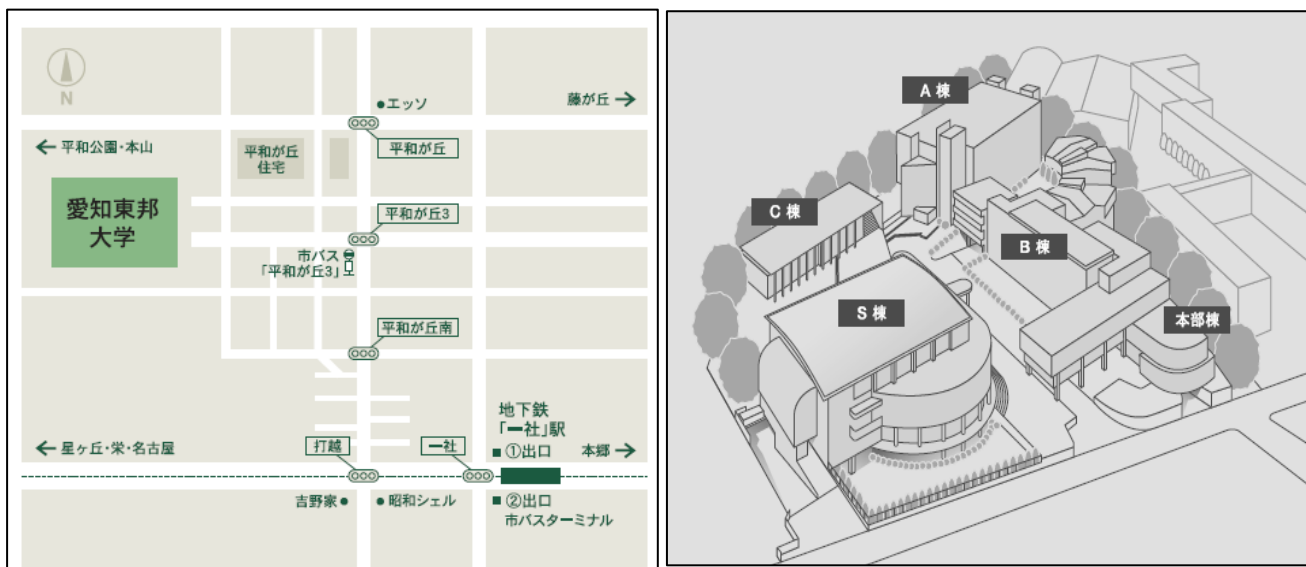 N
●エッソ
藤が丘 →
← 平和公園・本山
平和が丘
住宅
平和が丘
愛知東邦
大学
平和が丘3
市バス
「平和が丘3」
平和が丘南
地下鉄
「一社」駅
← 星ヶ丘・栄・名古屋
打越
一社
■ ①出口
本郷 →
吉野家 ●
● 昭和シェル
■ ②出口
市バスターミナル
A 棟
C 棟
B 棟
S 棟
本部棟